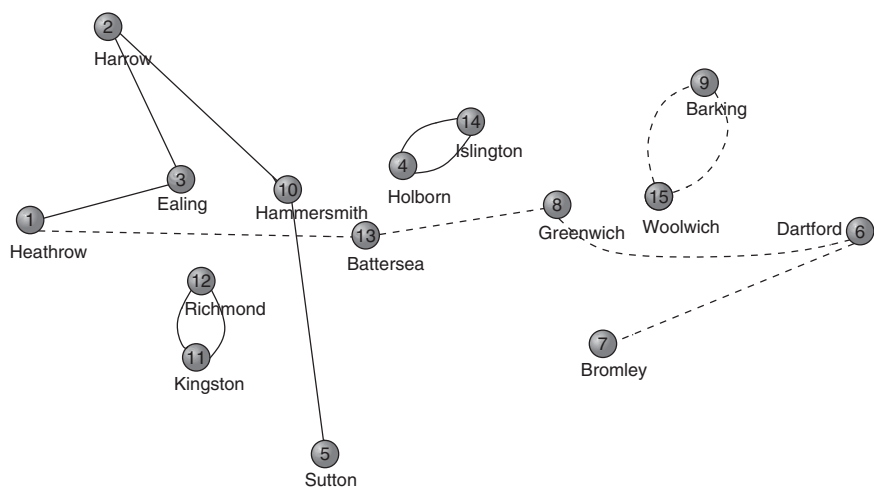 2
Harrow
9
Barking
14
Islington
4
Holborn
3
Ealing
10
Hammersmith
15
Woolwich
8
Greenwich
1
Heathrow
13
Battersea
Dartford 6
12
Richmond
7
Bromley
11
Kingston
5
Sutton